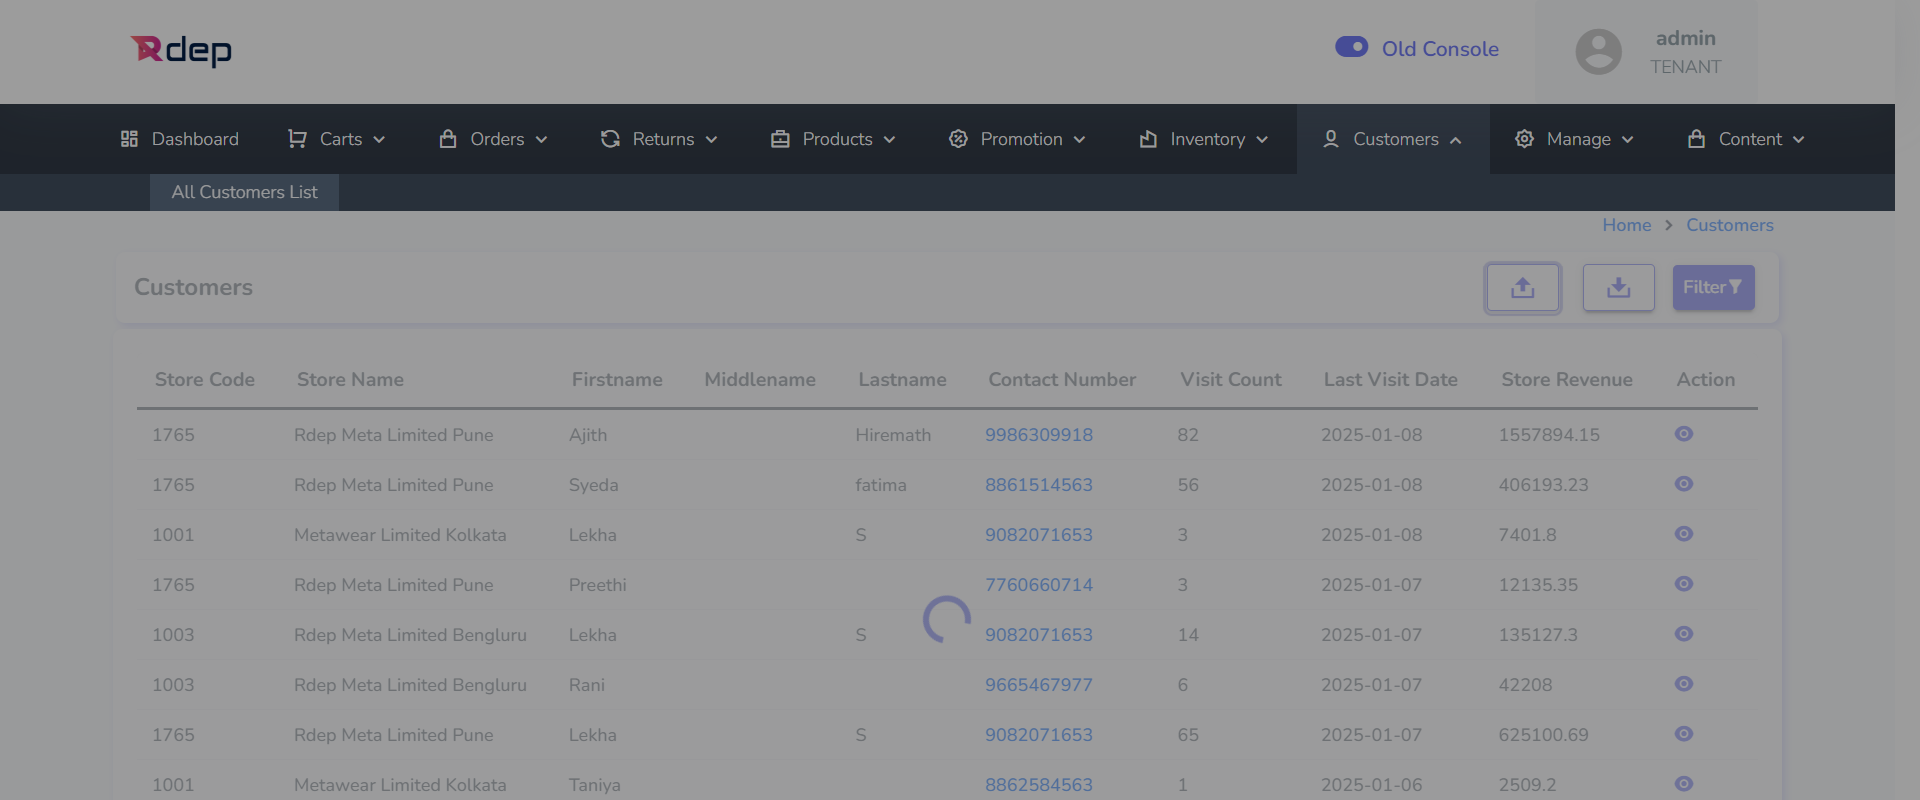 Rdep
Old Console
admin
TENANT
Dashboard Carts Orders Returns Products Promotion Inventory Customers Manage Content
All Customers List
Home > Customers
Customers
Filter
Store Code Store Name Firstname Middlename Lastname Contact Number Visit Count Last Visit Date Store Revenue Action
1765 Rdep Meta Limited Pune Ajith Hiremath 9986309918 82 2025-01-08 1557894.15
1765 Rdep Meta Limited Pune Syeda fatima 8861514563 56 2025-01-08 406193.23
1001 Metawear Limited Kolkata Lekha S 9082071653 3 2025-01-08 7401.8
1765 Rdep Meta Limited Pune Preethi 7760660714 3 2025-01-07 12135.35
1003 Rdep Meta Limited Bengluru Lekha S 9082071653 14 2025-01-07 135127.3
1003 Rdep Meta Limited Bengluru Rani 9665467977 6 2025-01-07 42208
1765 Rdep Meta Limited Pune Lekha S 9082071653 65 2025-01-07 625100.69
1001 Metawear Limited Kolkata Taniya 8862584563 1 2025-01-06 2509.2